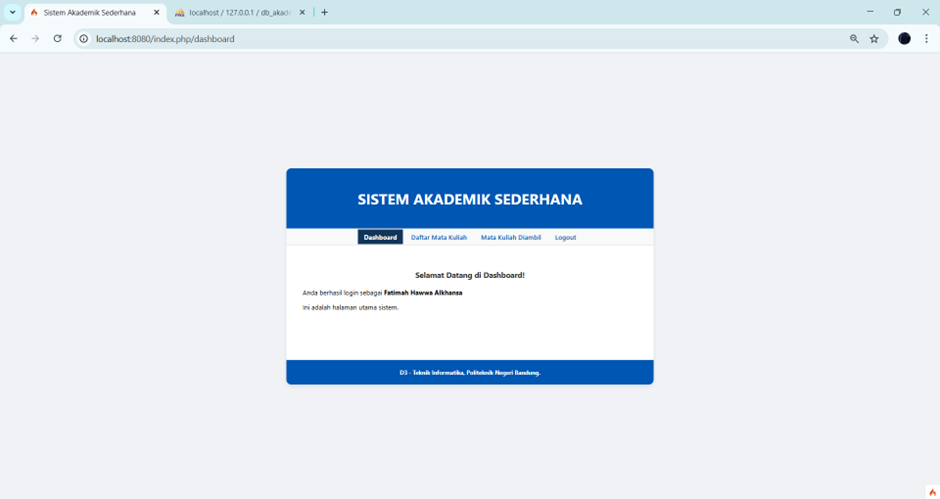 Sistem Akademik Sederhana
localhost / 127.0.0.1 / db_akade
localhost:8080/index.php/dashboard
SISTEM AKADEMIK SEDERHANA
Dashboard Daftar Mata Kuliah Mata Kuliah Diambil Logout
Selamat Datang di Dashboard!
Anda berhasil login sebagai Fatimah Hawwa Alkhansa
Ini adalah halaman utama sistem.
D3 - Teknik Informatika, Politeknik Negeri Bandung.